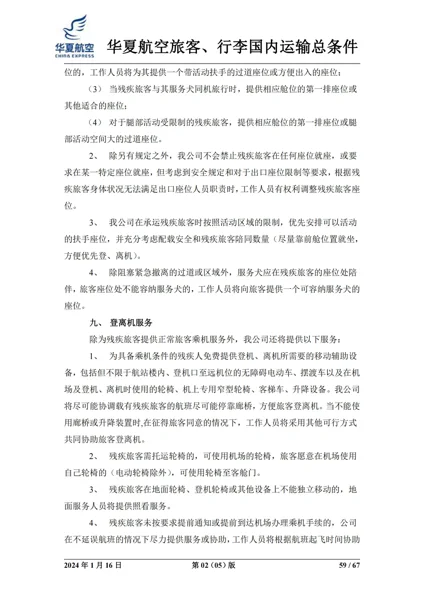 华夏航空
CHINA EXPRESS
华夏航空旅客、行李国内运输总条件
位的，工作人员将为其提供一个带活动扶手的过道座位或方便出入的座位；
（3） 当残疾旅客与其服务犬同机旅行时，提供相应舱位的第一排座位或
其他适合的座位；
（4） 对于腿部活动受限制的残疾旅客，提供相应舱位的第一排座位或腿
部活动空间大的过道座位。
2、 除另有规定之外，我公司不会禁止残疾旅客在任何座位就座，或要
求在某一特定座位就座，但考虑到安全规定和对于出口座位限制等要求，根据残
疾旅客身体状况无法满足出口座位人员职责时，工作人员有权利调整残疾旅客座
位。
3、 我公司在承运残疾旅客时按照活动区域的限制，优先安排可以活动
的扶手座位，并充分考虑配载安全和残疾旅客陪同数量（尽量靠前舱位置就坐，
方便优先登、离机）。
4、 除阻塞紧急撤离的过道或区域外，服务犬应在残疾旅客的座位处陪
伴，旅客座位处不能容纳服务犬的，工作人员将向旅客提供一个可容纳服务犬的
座位。
九、 登离机服务
除为残疾旅客提供正常旅客乘机服务外，我公司还将提供以下服务：
1、 为具备乘机条件的残疾人免费提供登机、离机所需要的移动辅助设
备，包括但不限于航站楼内、登机口至远机位的无障碍电动车、摆渡车以及在机
场及登机、离机时使用的轮椅、机上专用窄型轮椅、客梯车、升降设备。我公司
将尽可能协调载有残疾旅客的航班尽可能停靠廊桥，方便旅客登离机。当不能使
用廊桥或升降装置时，在征得旅客同意的情况下，工作人员将采用其他可行方式
共同协助旅客登离机。
2、 残疾旅客需托运轮椅的，可使用机场的轮椅，旅客愿意在机场使用
自己轮椅的（电动轮椅除外），可使用轮椅至客舱门。
3、 残疾旅客在地面轮椅、登机轮椅或其他设备上不能独立移动的，地
面服务人员将提供照看服务。
4、 残疾旅客未按要求提前通知或提前到达机场办理乘机手续的，公司
在不延误航班的情况下尽力提供服务或协助，工作人员将根据航班起飞时间协助
2024 年 1 月 16 日 第 02（05）版 59 / 67